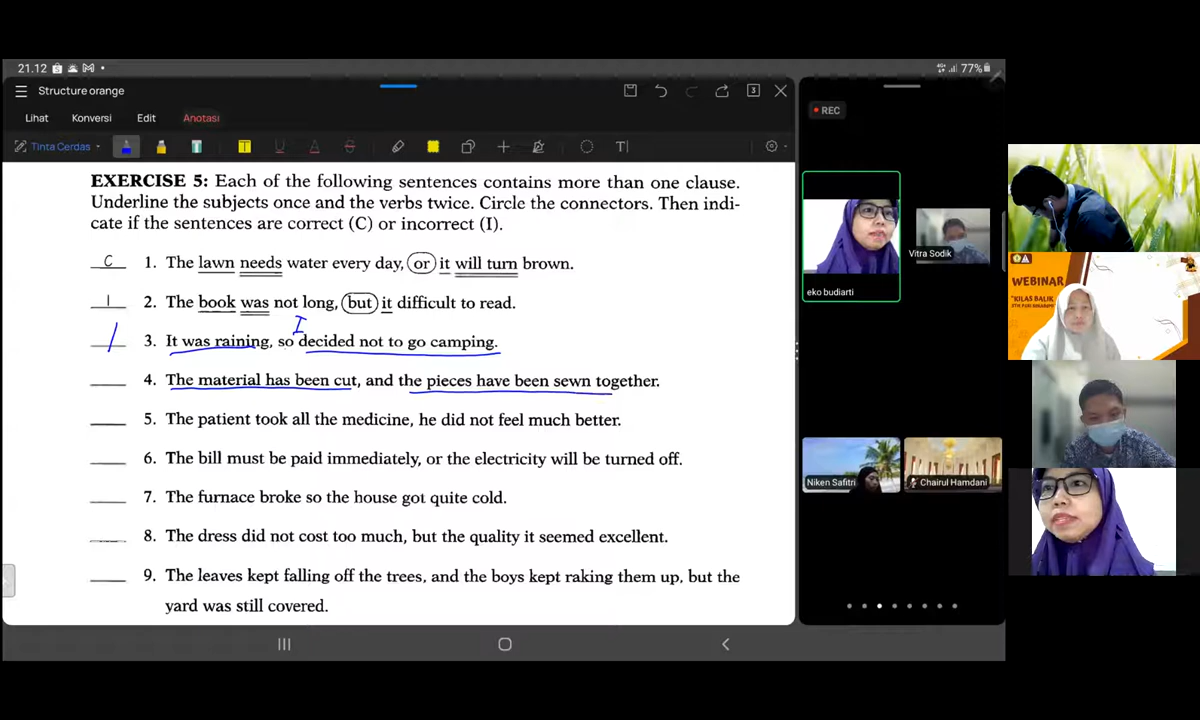 21.12
77%
Structure orange
3
Lihat Konversi Edit Anotasi
Tinta Cerdas
REC
EXERCISE 5: Each of the following sentences contains more than one clause.
Underline the subjects once and the verbs twice. Circle the connectors. Then indi-
cate if the sentences are correct (C) or incorrect (I).
C 1. The lawn needs water every day, or it will turn brown.
I 2. The book was not long, but it difficult to read.
I
I 3. It was raining, so decided not to go camping.
4. The material has been cut, and the pieces have been sewn together.
5. The patient took all the medicine, he did not feel much better.
6. The bill must be paid immediately, or the electricity will be turned off.
7. The furnace broke so the house got quite cold.
8. The dress did not cost too much, but the quality it seemed excellent.
9. The leaves kept falling off the trees, and the boys kept raking them up, but the
yard was still covered.
eko budiarti
Vitra Sodik
Niken Safitri
Chairul Hamdani
WEBINAR
"KILAS BALIK